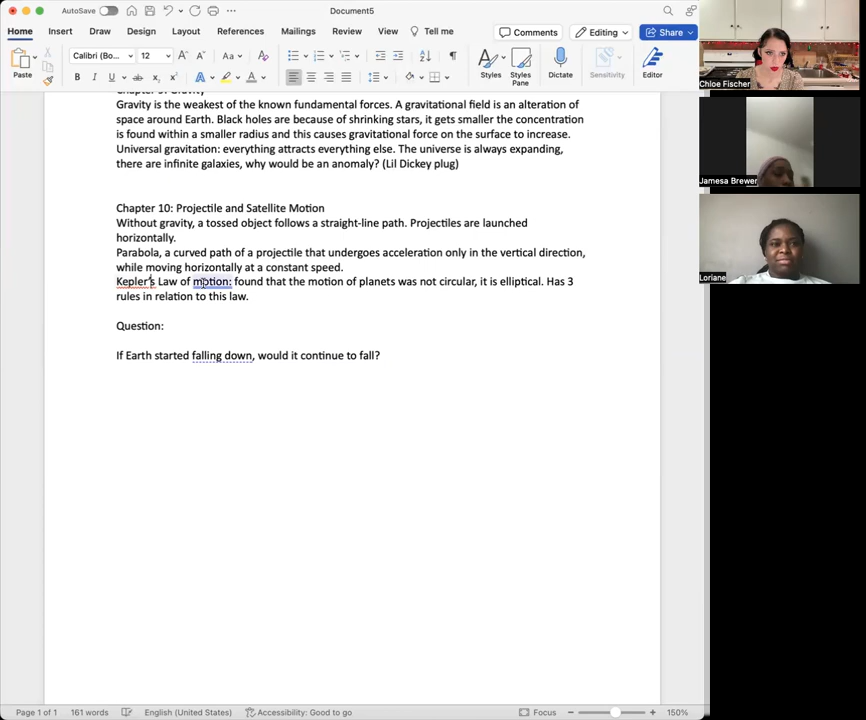 AutoSave
Document5
Home Insert Draw Design Layout References Mailings Review View Tell me
Comments Editing Share
Paste
Calibri (Bo... 12
Styles
Styles Pane
Dictate
Sensitivity
Editor
Gravity is the weakest of the known fundamental forces. A gravitational field is an alteration of
space around Earth. Black holes are because of shrinking stars, it gets smaller the concentration
is found within a smaller radius and this causes gravitational force on the surface to increase.
Universal gravitation: everything attracts everything else. The universe is always expanding,
there are infinite galaxies, why would be an anomaly? (Lil Dickey plug)
Chapter 10: Projectile and Satellite Motion
Without gravity, a tossed object follows a straight-line path. Projectiles are launched
horizontally.
Parabola, a curved path of a projectile that undergoes acceleration only in the vertical direction,
while moving horizontally at a constant speed.
Kepler's Law of motion: found that the motion of planets was not circular, it is elliptical. Has 3
rules in relation to this law.
Question:
If Earth started falling down, would it continue to fall?
Page 1 of 1 161 words English (United States) Accessibility: Good to go Focus 150%
Chloe Fischer
Jamesa Brewer
Loriane